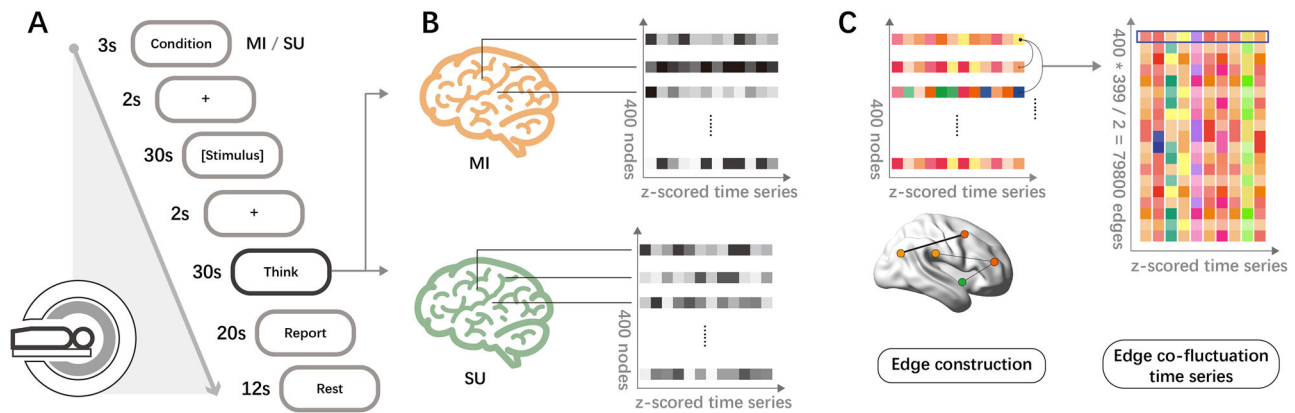 A
3s
Condition
MI / SU
2s
+
30s
[Stimulus]
2s
+
30s
Think
20s
Report
12s
Rest
B
MI
400 nodes
z-scored time series
SU
400 nodes
z-scored time series
C
400 nodes
z-scored time series
Edge construction
400 * 399 / 2 = 79800 edges
z-scored time series
Edge co-fluctuation
time series